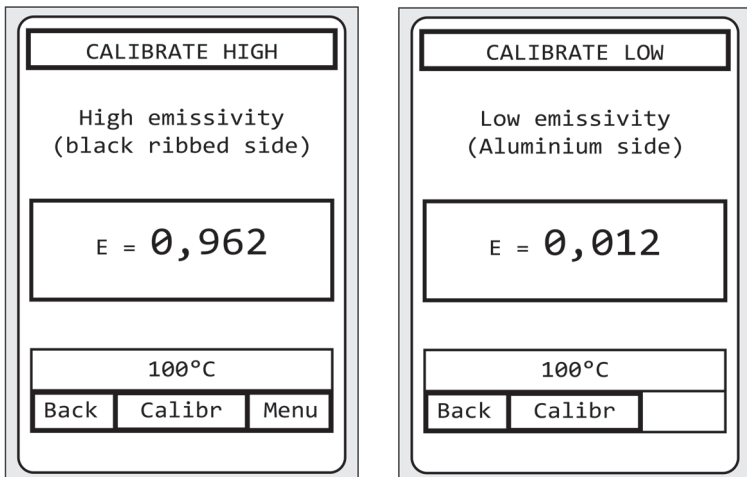 CALIBRATE HIGH
High emissivity
(black ribbed side)
E = 0,962
100°C
Back Calibr Menu
CALIBRATE LOW
Low emissivity
(Aluminium side)
E = 0,012
100°C
Back Calibr